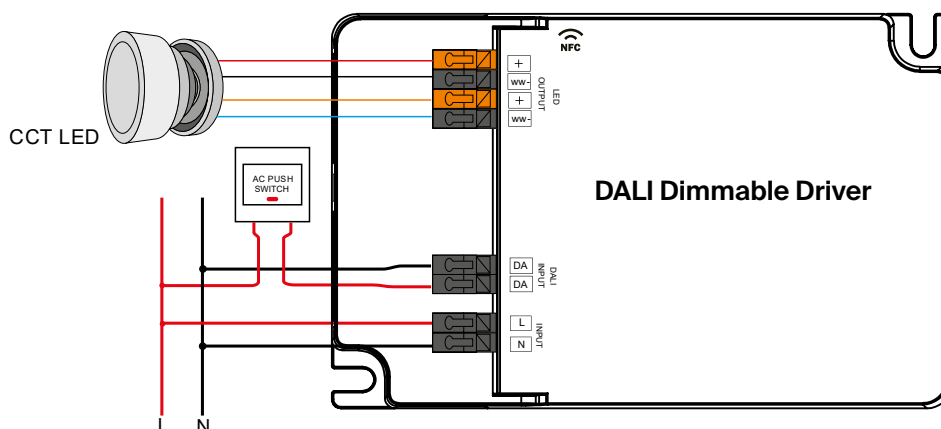 NFC
+
ww-
+
ww-
LED
OUTPUT
CCT LED
AC PUSH
SWITCH
DALI Dimmable Driver
DA
DA
DALI
INPUT
L
N
INPUT
L
N